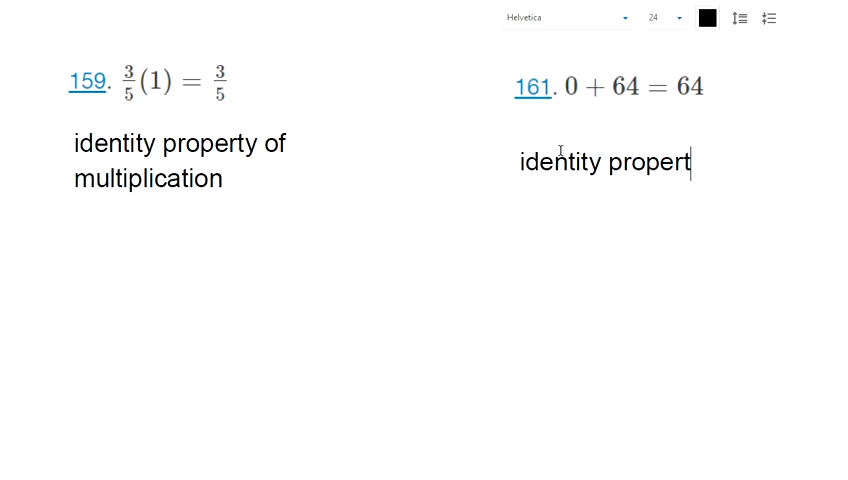 Helvetica 24
159. 3/5(1) = 3/5
161. 0 + 64 = 64
identity property of
multiplication
identity propert